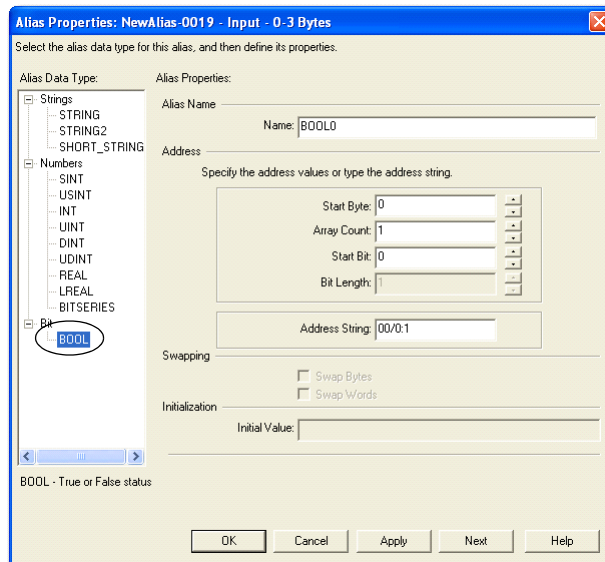 Alias Properties: NewAlias-0019 - Input - 0-3 Bytes
Select the alias data type for this alias, and then define its properties.
Alias Data Type:
Strings
STRING
STRING2
SHORT_STRING
Numbers
SINT
USINT
INT
UINT
DINT
UDINT
REAL
LREAL
BITSERIES
Bit
BOOL
BOOL - True or False status
Alias Properties:
Alias Name
Name: BOOL0
Address
Specify the address values or type the address string.
Start Byte: 0
Array Count: 1
Start Bit: 0
Bit Length: 1
Address String: 00/0:1
Swapping
Swap Bytes
Swap Words
Initialization
Initial Value:
OK Cancel Apply Next Help